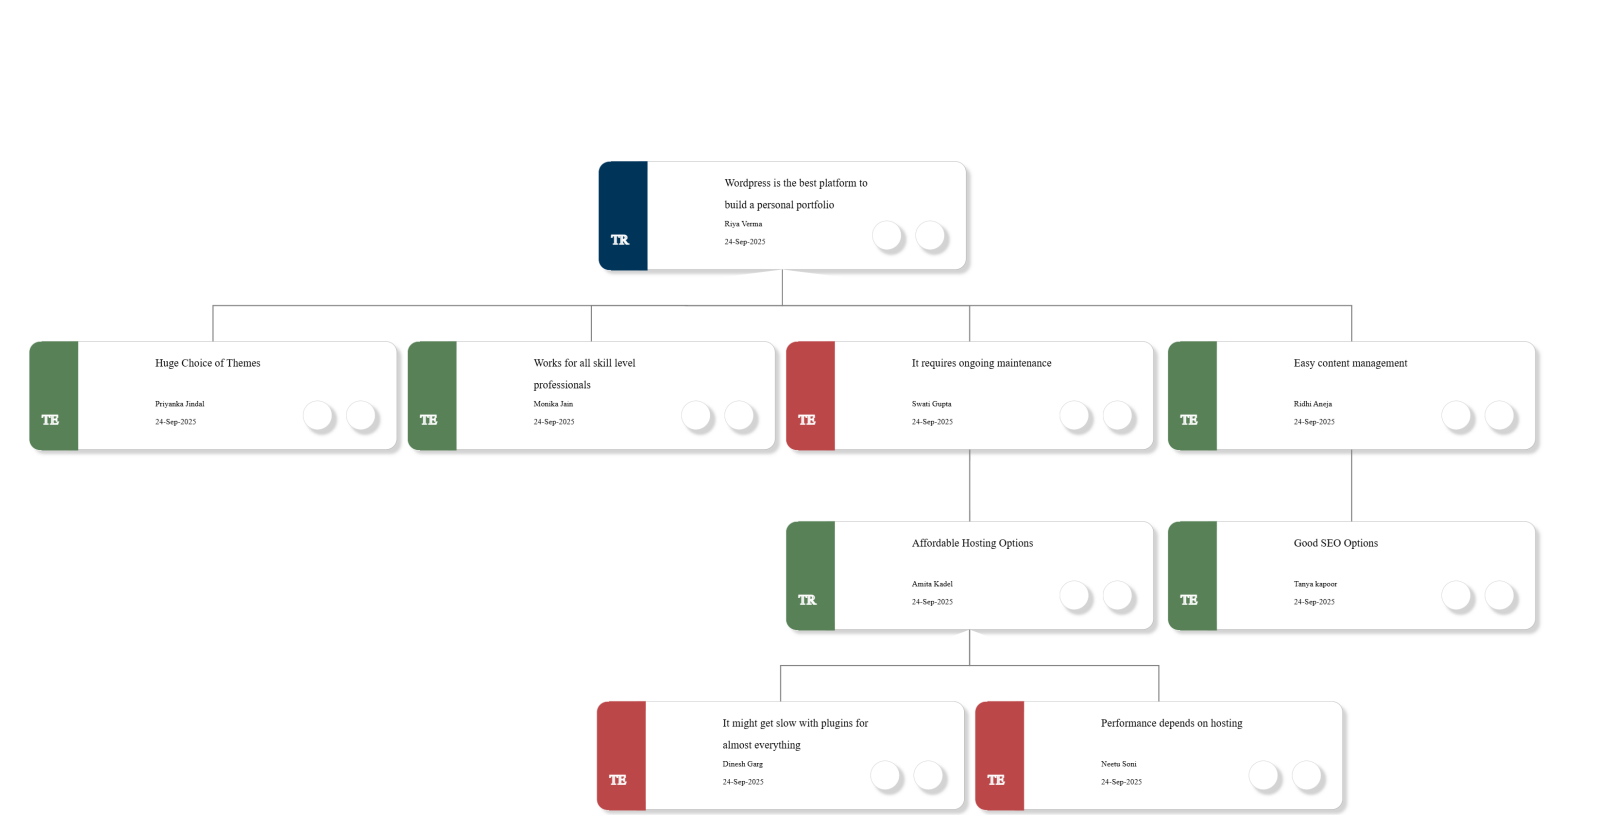 Wordpress is the best platform to
build a personal portfolio
Riya Verma
24-Sep-2025
TR
Huge Choice of Themes
Priyanka Jindal
24-Sep-2025
TE
Works for all skill level
professionals
Monika Jain
24-Sep-2025
TE
It requires ongoing maintenance
Swati Gupta
24-Sep-2025
TE
Easy content management
Ridhi Aneja
24-Sep-2025
TE
Affordable Hosting Options
Amita Kadel
24-Sep-2025
TR
Good SEO Options
Tanya kapoor
24-Sep-2025
TE
It might get slow with plugins for
almost everything
Dinesh Garg
24-Sep-2025
TE
Performance depends on hosting
Neetu Soni
24-Sep-2025
TE